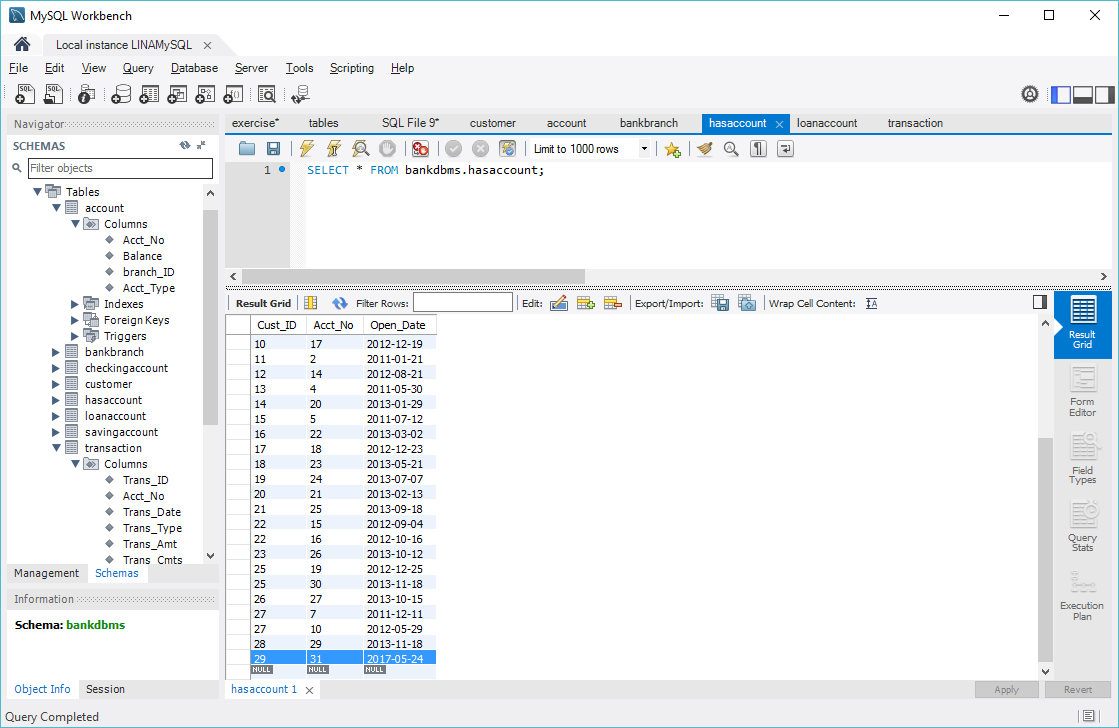 MySQL Workbench
Local instance LINAMySQL
File Edit View Query Database Server Tools Scripting Help
Navigator
SCHEMAS
Filter objects
Tables
account
Columns
Acct_No
Balance
branch_ID
Acct_Type
Indexes
Foreign Keys
Triggers
bankbranch
checkingaccount
customer
hasaccount
loanaccount
savingaccount
transaction
Columns
Trans_ID
Acct_No
Trans_Date
Trans_Type
Trans_Amt
Trans_Cmts
Management Schemas
Information
Schema: bankdbms
Object Info Session
exercise* tables SQL File 9* customer account bankbranch hasaccount loanaccount transaction
Limit to 1000 rows
1 SELECT * FROM bankdbms.hasaccount;
Result Grid Filter Rows: Edit: Export/Import: Wrap Cell Content:
Cust_ID Acct_No Open_Date
10 17 2012-12-19
11 2 2011-01-21
12 14 2012-08-21
13 4 2011-05-30
14 20 2013-01-29
15 5 2011-07-12
16 22 2013-03-02
17 18 2012-12-23
18 23 2013-05-21
19 24 2013-07-07
20 21 2013-02-13
21 25 2013-09-18
22 15 2012-09-04
22 16 2012-10-16
23 26 2013-10-12
25 19 2012-12-25
25 30 2013-11-18
26 27 2013-10-15
27 7 2011-12-11
27 10 2012-05-29
28 29 2013-11-18
29 31 2017-05-24
NULL NULL NULL
Result
Grid
Form
Editor
Field
Types
Query
Stats
Execution
Plan
hasaccount 1
Apply Revert
Query Completed